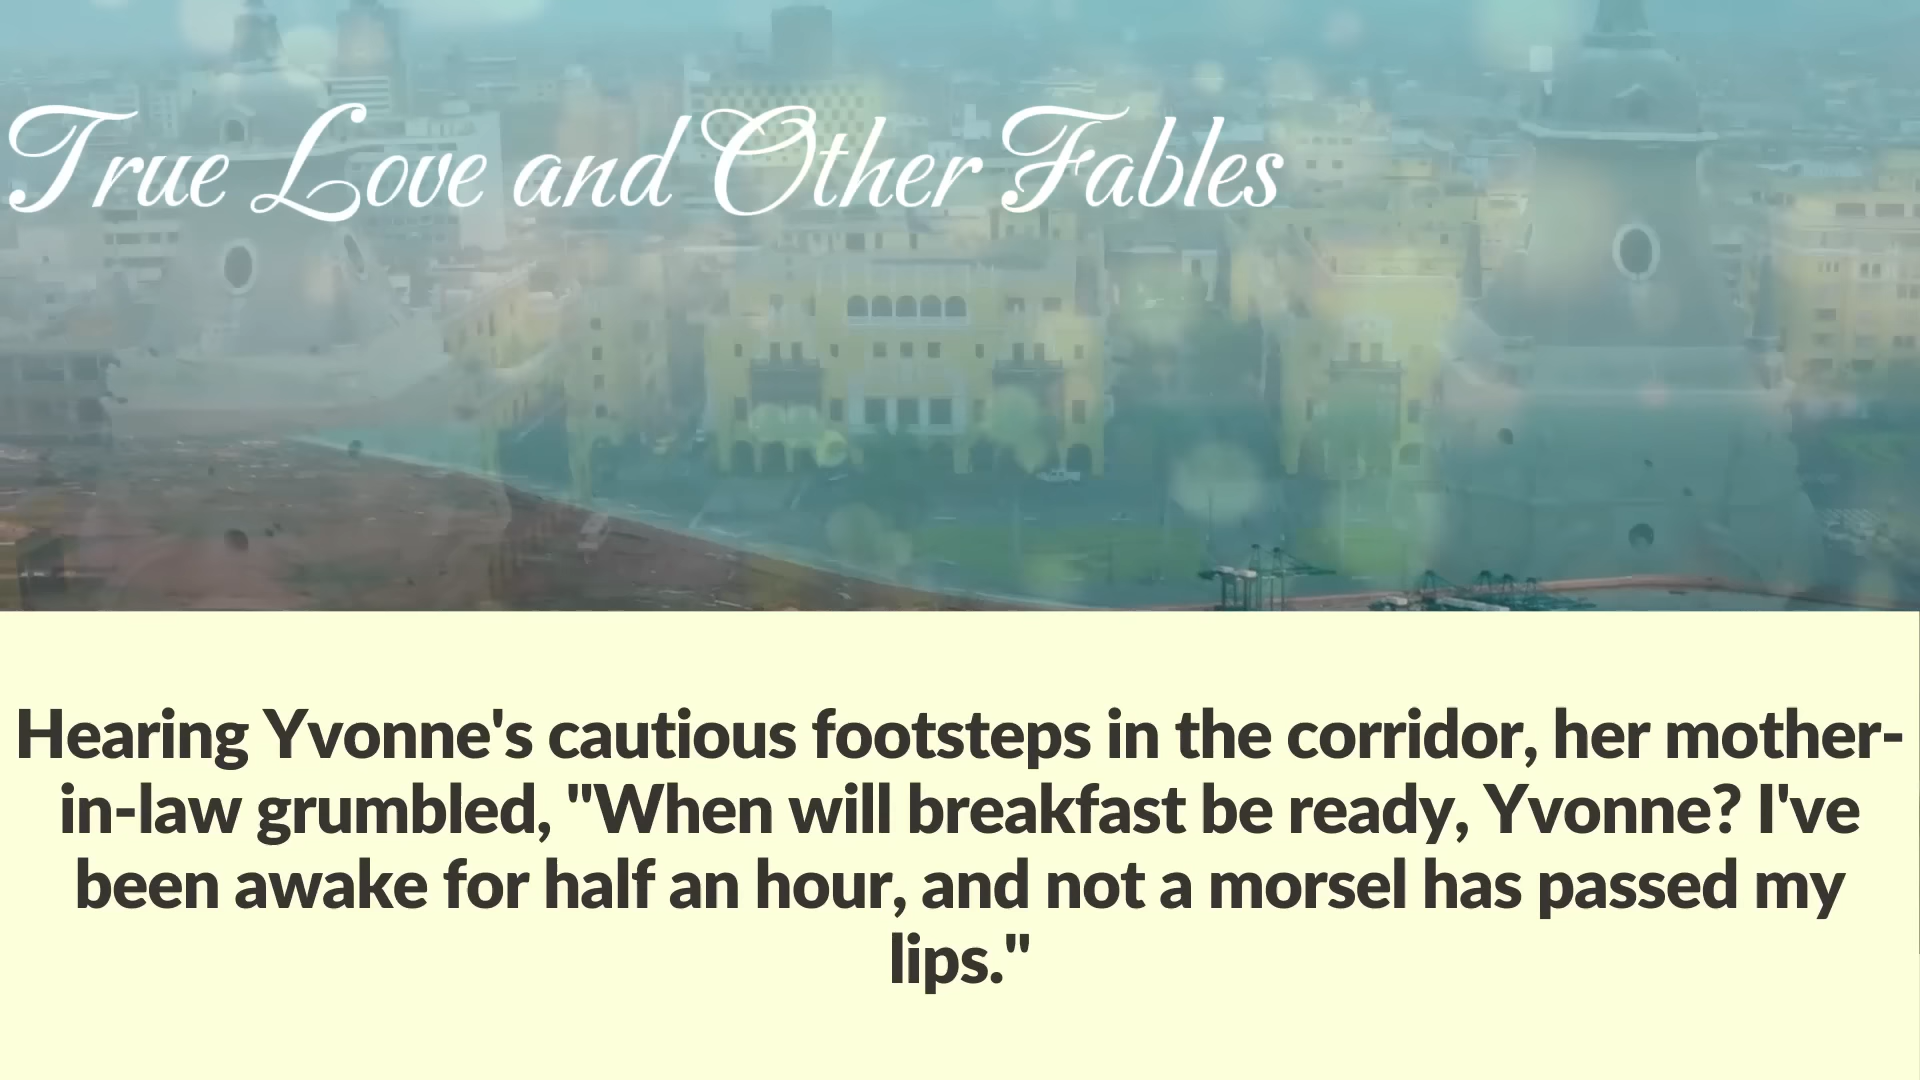 True Love and Other Fables
Hearing Yvonne's cautious footsteps in the corridor, her mother-
in-law grumbled, "When will breakfast be ready, Yvonne? I've
been awake for half an hour, and not a morsel has passed my
lips."